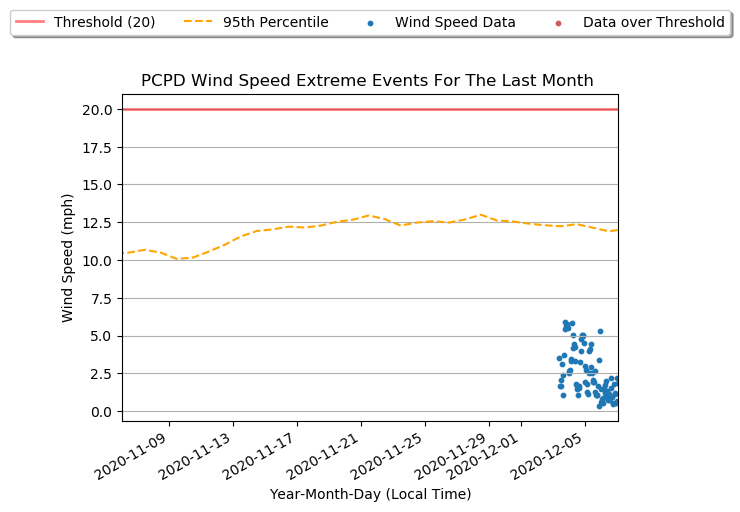 Threshold (20) 95th Percentile Wind Speed Data Data over Threshold
PCPD Wind Speed Extreme Events For The Last Month
Wind Speed (mph)
20.0
17.5
15.0
12.5
10.0
7.5
5.0
2.5
0.0
2020-11-09 2020-11-13 2020-11-17 2020-11-21 2020-11-25 2020-11-29 2020-12-01 2020-12-05
Year-Month-Day (Local Time)